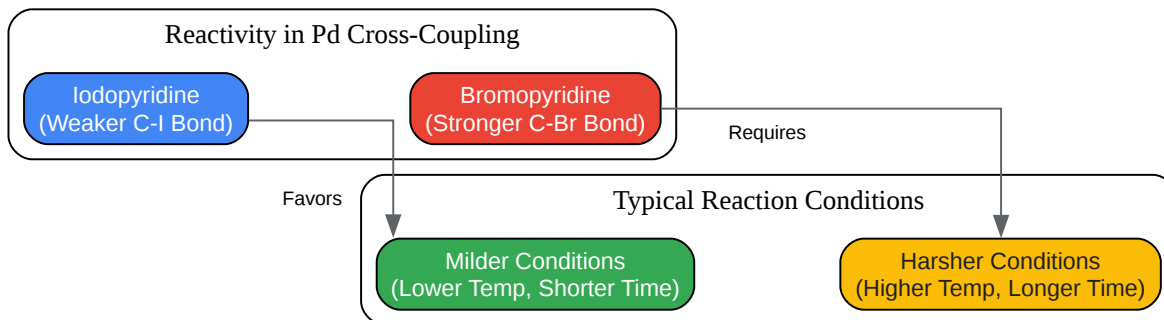 Reactivity in Pd Cross-Coupling
Iodopyridine
(Weaker C-I Bond)
Bromopyridine
(Stronger C-Br Bond)
Requires
Favors
Typical Reaction Conditions
Milder Conditions
(Lower Temp, Shorter Time)
Harsher Conditions
(Higher Temp, Longer Time)